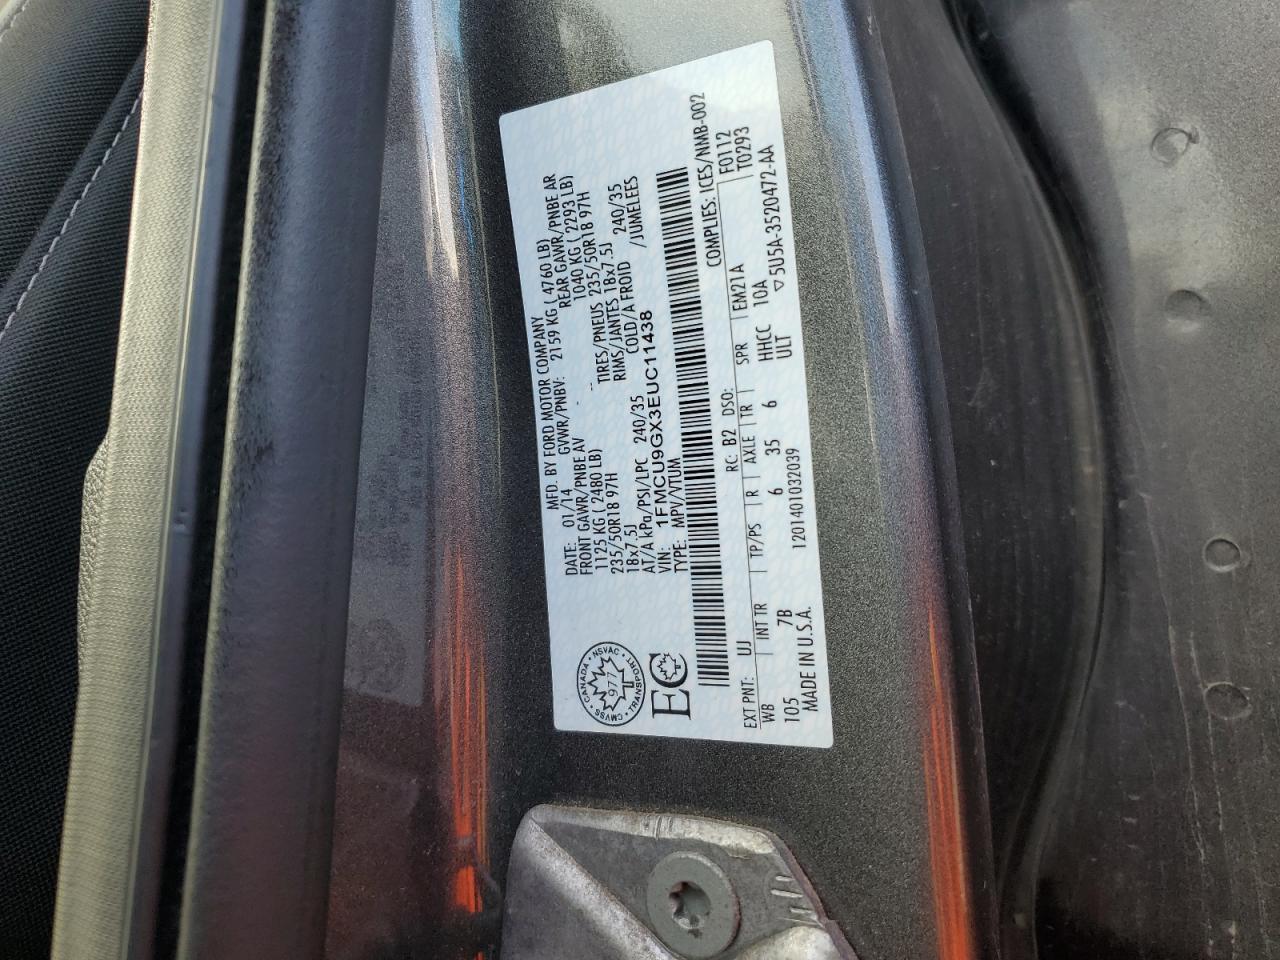 MFD. BY FORD MOTOR COMPANY
DATE: 01/14 GVWR/PNBV: 2159 KG ( 4760 LB)
FRONT GAWR/PNBE AV REAR GAWR/PNBE AR
1125 KG ( 2480 LB) 1040 KG ( 2293 LB)
235/50R18 97H TIRES/PNEUS 235/50R18 97H
18x7.5J RIMS/JANTES 18x7.5J
AT/A kPa/PSI/LPC 240/35 COLD/A FROID 240/35
VIN: 1FMCU9GX3EUC11438 /JUMELEES
TYPE: MPV/VTUM
CANADA • NSVAC • TRANSPORT • CMVSS •
977
EC
COMPLIES: ICES/NMB-002
EXT PNT: UJ RC: B2 DSO: F0112
WB INT TR TP/PS R AXLE TR SPR EM21A T0293
105 7B 6 35 6 HHCC 10A
MADE IN U.S.A. 1201401032039 ULT ▽5U5A-3520472-AA